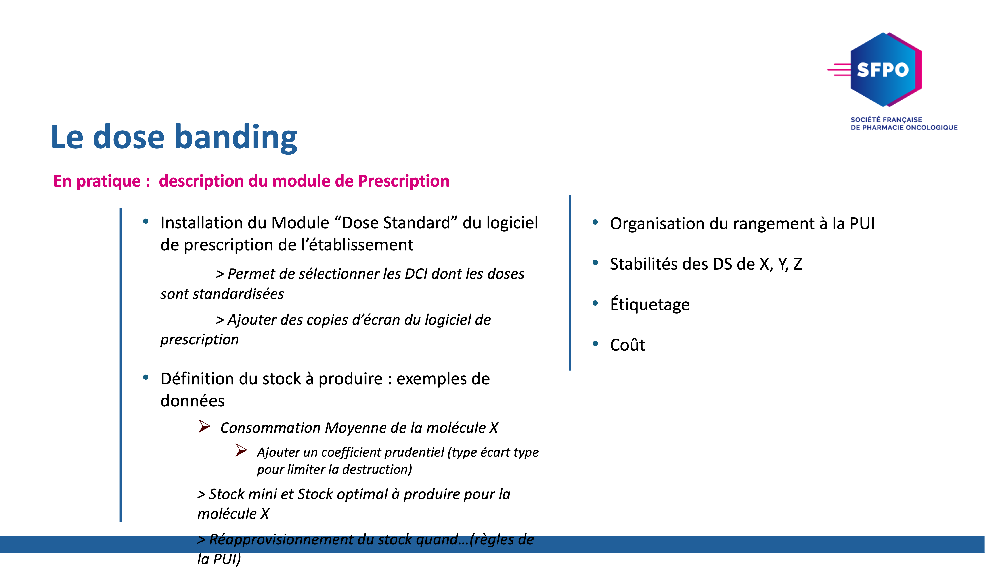 SFPO
SOCIÉTÉ FRANÇAISE
DE PHARMACIE ONCOLOGIQUE
Le dose banding
En pratique : description du module de Prescription
• Installation du Module “Dose Standard” du logiciel
de prescription de l’établissement
> Permet de sélectionner les DCI dont les doses
sont standardisées
> Ajouter des copies d’écran du logiciel de
prescription
• Définition du stock à produire : exemples de
données
➢ Consommation Moyenne de la molécule X
➢ Ajouter un coefficient prudentiel (type écart type
pour limiter la destruction)
> Stock mini et Stock optimal à produire pour la
molécule X
> Réapprovisionnement du stock quand…(règles de
la PUI)
• Organisation du rangement à la PUI
• Stabilités des DS de X, Y, Z
• Étiquetage
• Coût